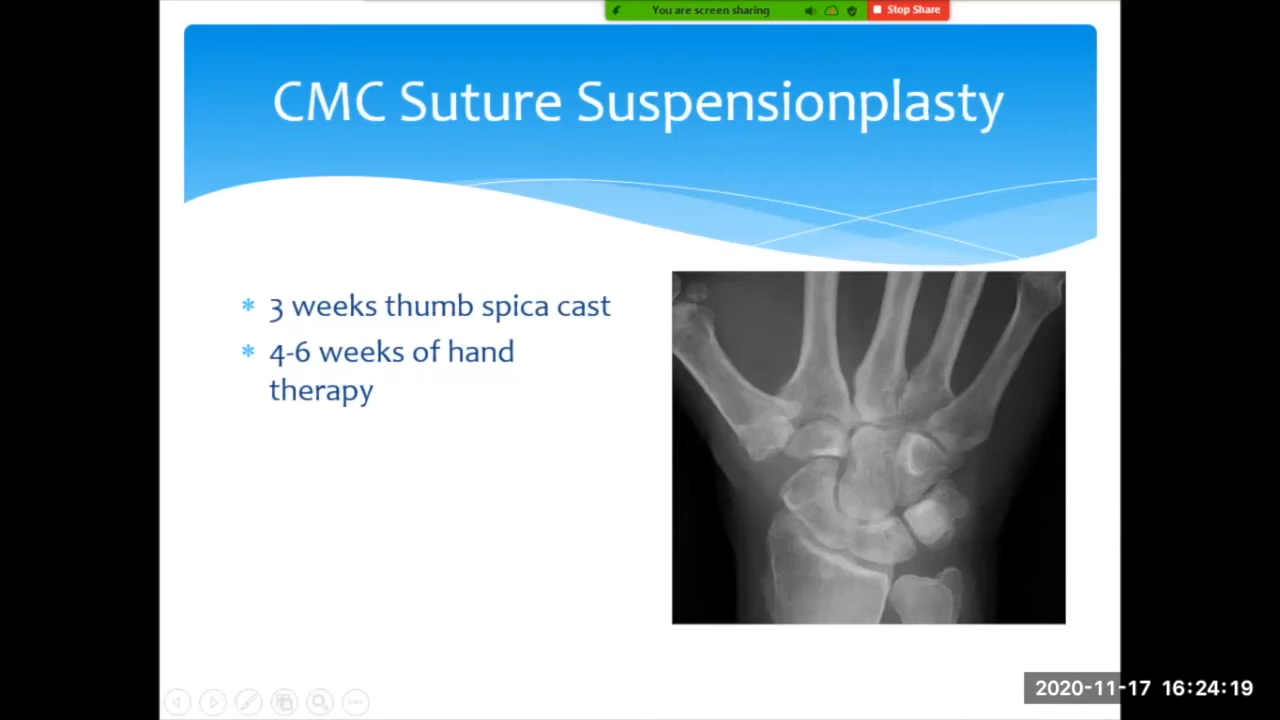 You are screen sharing
Stop Share
CMC Suture Suspensionplasty
* 3 weeks thumb spica cast
* 4-6 weeks of hand
therapy
2020-11-17 16:24:19